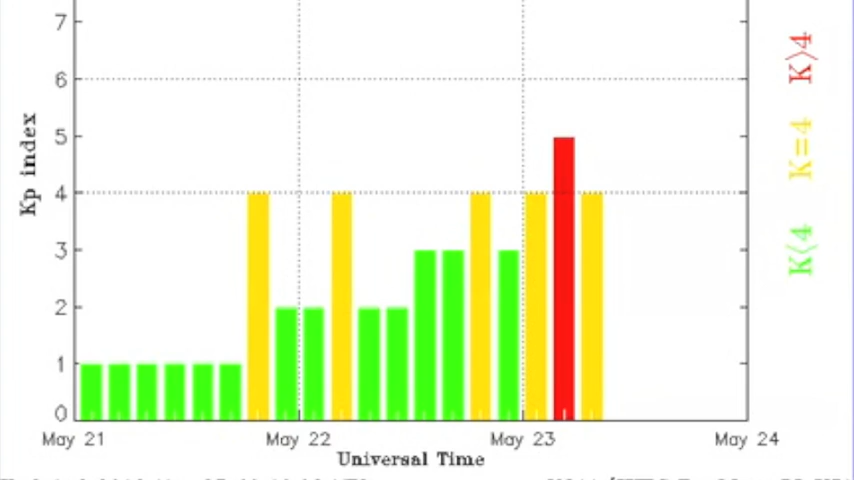 7
6
5
4
3
2
1
0
Kp index
May 21
May 22
May 23
May 24
Universal Time
K<4
K=4
K>4